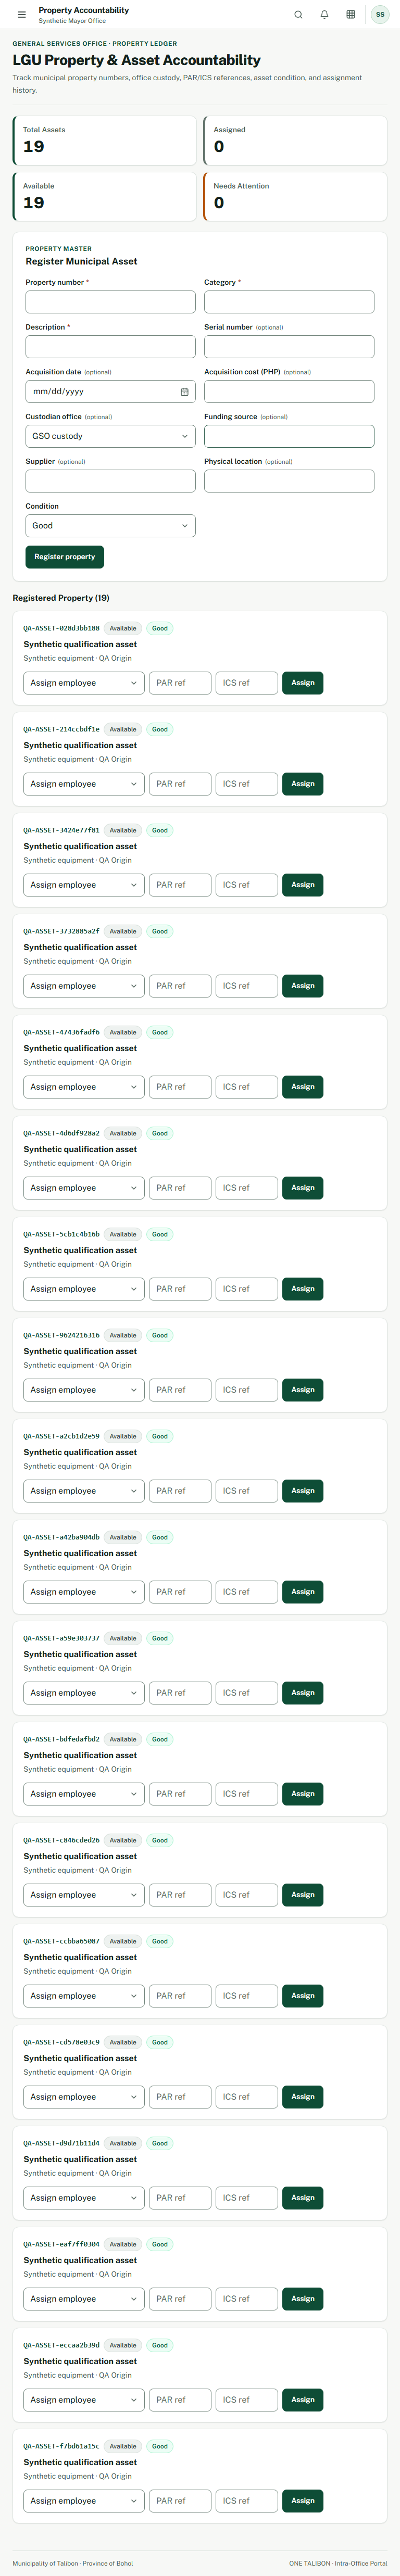 Property Accountability
Synthetic Mayor Office
SS
GENERAL SERVICES OFFICE · PROPERTY LEDGER
LGU Property & Asset Accountability
Track municipal property numbers, office custody, PAR/ICS references, asset condition, and assignment
history.
Total Assets
19
Assigned
0
Available
19
Needs Attention
0
PROPERTY MASTER
Register Municipal Asset
Property number *
Category *
Description *
Serial number (optional)
Acquisition date (optional)
Acquisition cost (PHP) (optional)
mm/dd/yyyy
Custodian office (optional)
Funding source (optional)
GSO custody
Supplier (optional)
Physical location (optional)
Condition
Good
Register property
Registered Property (19)
QA-ASSET-028d3bb188 Available Good
Synthetic qualification asset
Synthetic equipment · QA Origin
Assign employee PAR ref ICS ref Assign
QA-ASSET-214ccbdf1e Available Good
Synthetic qualification asset
Synthetic equipment · QA Origin
Assign employee PAR ref ICS ref Assign
QA-ASSET-3424e77f81 Available Good
Synthetic qualification asset
Synthetic equipment · QA Origin
Assign employee PAR ref ICS ref Assign
QA-ASSET-3732885a2f Available Good
Synthetic qualification asset
Synthetic equipment · QA Origin
Assign employee PAR ref ICS ref Assign
QA-ASSET-47436fadf6 Available Good
Synthetic qualification asset
Synthetic equipment · QA Origin
Assign employee PAR ref ICS ref Assign
QA-ASSET-4d6df928a2 Available Good
Synthetic qualification asset
Synthetic equipment · QA Origin
Assign employee PAR ref ICS ref Assign
QA-ASSET-5cb1c4b16b Available Good
Synthetic qualification asset
Synthetic equipment · QA Origin
Assign employee PAR ref ICS ref Assign
QA-ASSET-9624216316 Available Good
Synthetic qualification asset
Synthetic equipment · QA Origin
Assign employee PAR ref ICS ref Assign
QA-ASSET-a2cb1d2e59 Available Good
Synthetic qualification asset
Synthetic equipment · QA Origin
Assign employee PAR ref ICS ref Assign
QA-ASSET-a42ba904db Available Good
Synthetic qualification asset
Synthetic equipment · QA Origin
Assign employee PAR ref ICS ref Assign
QA-ASSET-a59e303737 Available Good
Synthetic qualification asset
Synthetic equipment · QA Origin
Assign employee PAR ref ICS ref Assign
QA-ASSET-bdfedafbd2 Available Good
Synthetic qualification asset
Synthetic equipment · QA Origin
Assign employee PAR ref ICS ref Assign
QA-ASSET-c846cded26 Available Good
Synthetic qualification asset
Synthetic equipment · QA Origin
Assign employee PAR ref ICS ref Assign
QA-ASSET-ccbba65087 Available Good
Synthetic qualification asset
Synthetic equipment · QA Origin
Assign employee PAR ref ICS ref Assign
QA-ASSET-cd578e03c9 Available Good
Synthetic qualification asset
Synthetic equipment · QA Origin
Assign employee PAR ref ICS ref Assign
QA-ASSET-d9d71b11d4 Available Good
Synthetic qualification asset
Synthetic equipment · QA Origin
Assign employee PAR ref ICS ref Assign
QA-ASSET-eaf7ff0304 Available Good
Synthetic qualification asset
Synthetic equipment · QA Origin
Assign employee PAR ref ICS ref Assign
QA-ASSET-eccaa2b39d Available Good
Synthetic qualification asset
Synthetic equipment · QA Origin
Assign employee PAR ref ICS ref Assign
QA-ASSET-f7bd61a15c Available Good
Synthetic qualification asset
Synthetic equipment · QA Origin
Assign employee PAR ref ICS ref Assign
Municipality of Talibon · Province of Bohol
ONE TALIBON · Intra-Office Portal